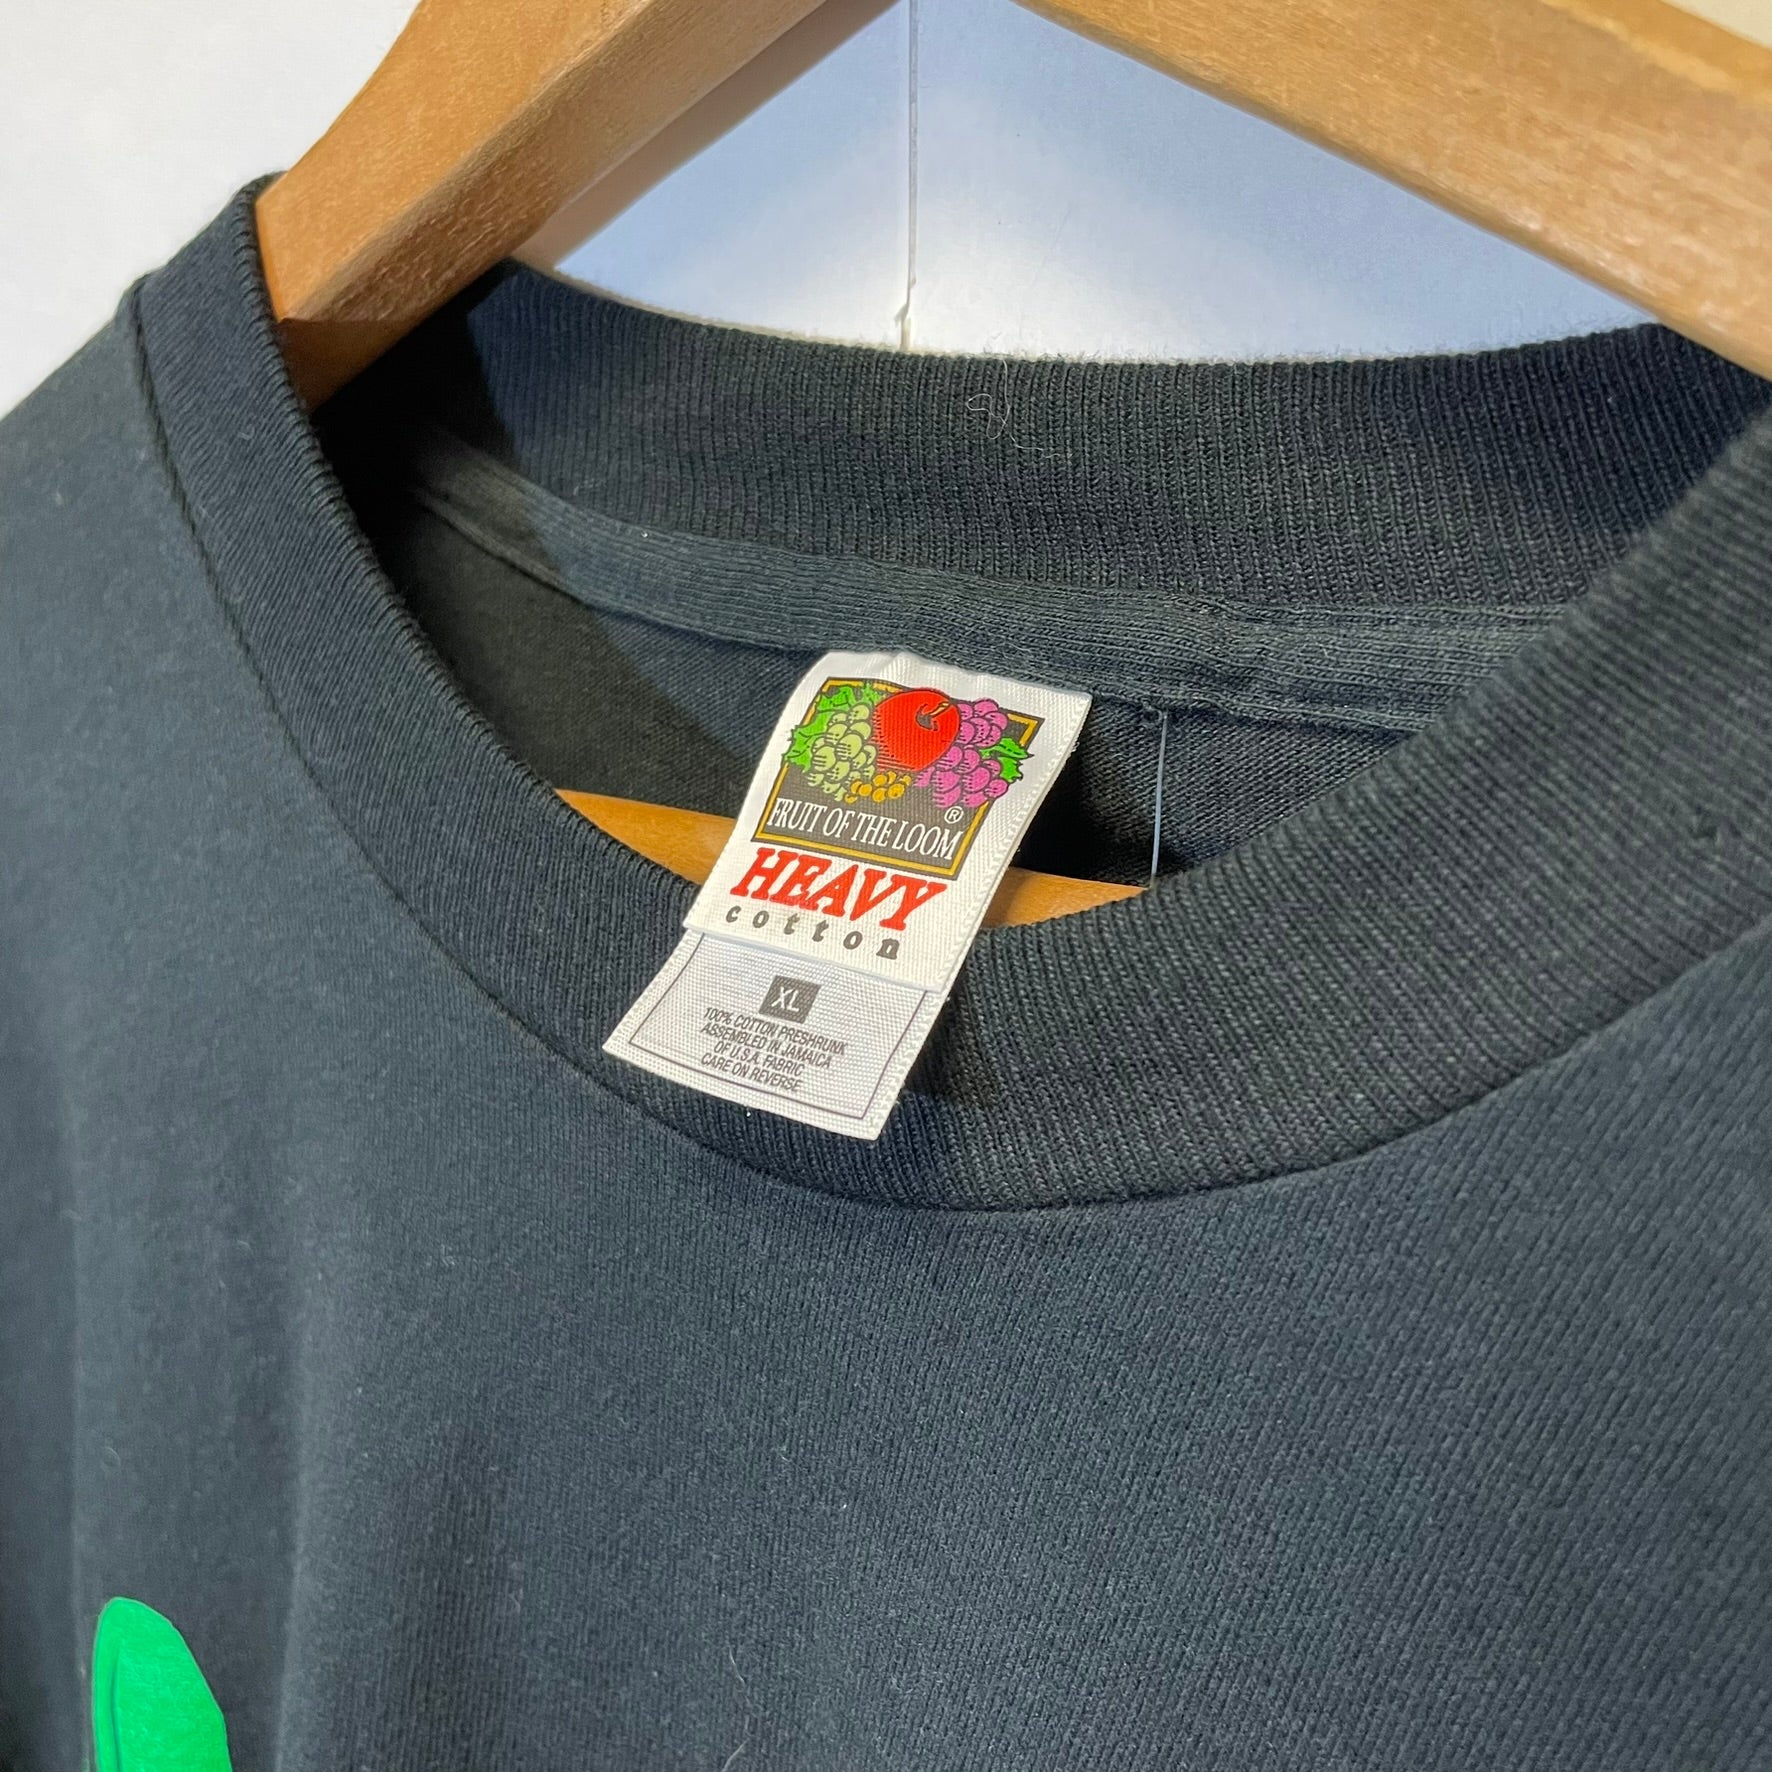 FRUIT OF THE LOOM ®
HEAVY
cotton
XL
100% COTTON PRESHRUNK
ASSEMBLED IN JAMAICA
OF U.S.A. FABRIC
CARE ON REVERSE